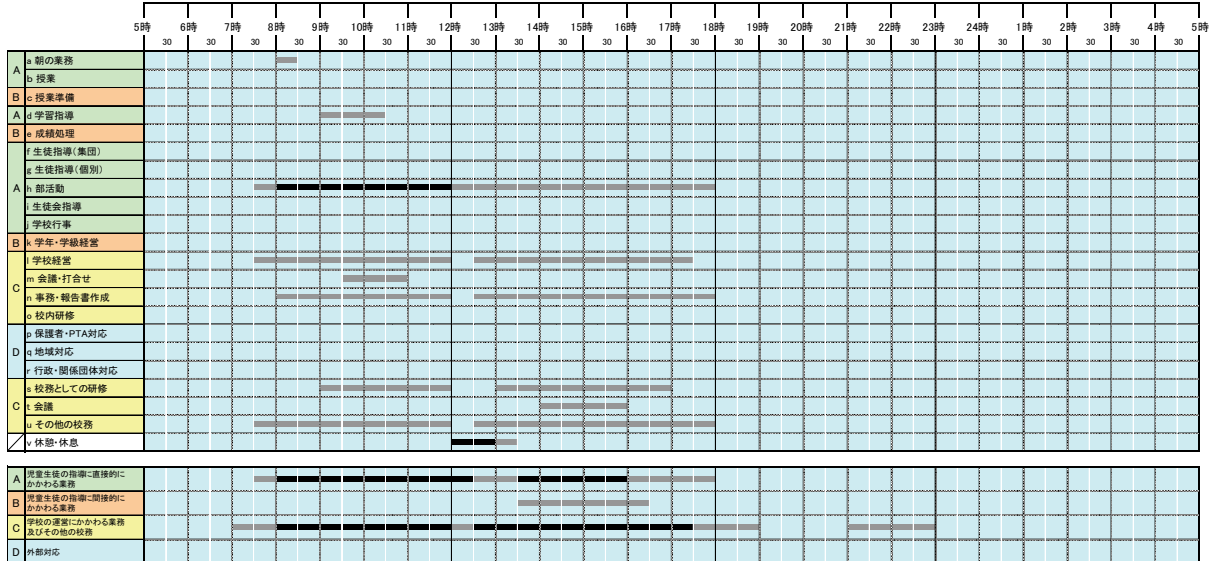 5時 6時 7時 8時 9時 10時 11時 12時 13時 14時 15時 16時 17時 18時 19時 20時 21時 22時 23時 24時 1時 2時 3時 4時 5時
30 30 30 30 30 30 30 30 30 30 30 30 30 30 30 30 30 30 30 30 30 30 30 30
A
a 朝の業務
b 授業
B c 授業準備
A d 学習指導
B e 成績処理
A
f 生徒指導(集団)
g 生徒指導(個別)
h 部活動
i 生徒会指導
j 学校行事
B k 学年・学級経営
C
l 学校経営
m 会議・打合せ
n 事務・報告書作成
o 校内研修
D
p 保護者・PTA対応
q 地域対応
r 行政・関係団体対応
C
s 校務としての研修
t 会議
u その他の校務
v 休憩・休息
A 児童生徒の指導に直接的に
かかわる業務
B 児童生徒の指導に間接的に
かかわる業務
C 学校の運営にかかわる業務
及びその他の校務
D 外部対応